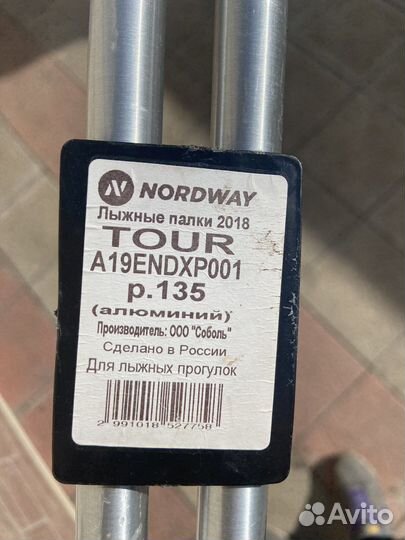 NORDWAY
Лыжные палки 2018
TOUR
A19ENDXP001
р.135
(алюминий)
Производитель: ООО "Соболь"
Сделано в России
Для лыжных прогулок
2 991018 527758
Avito